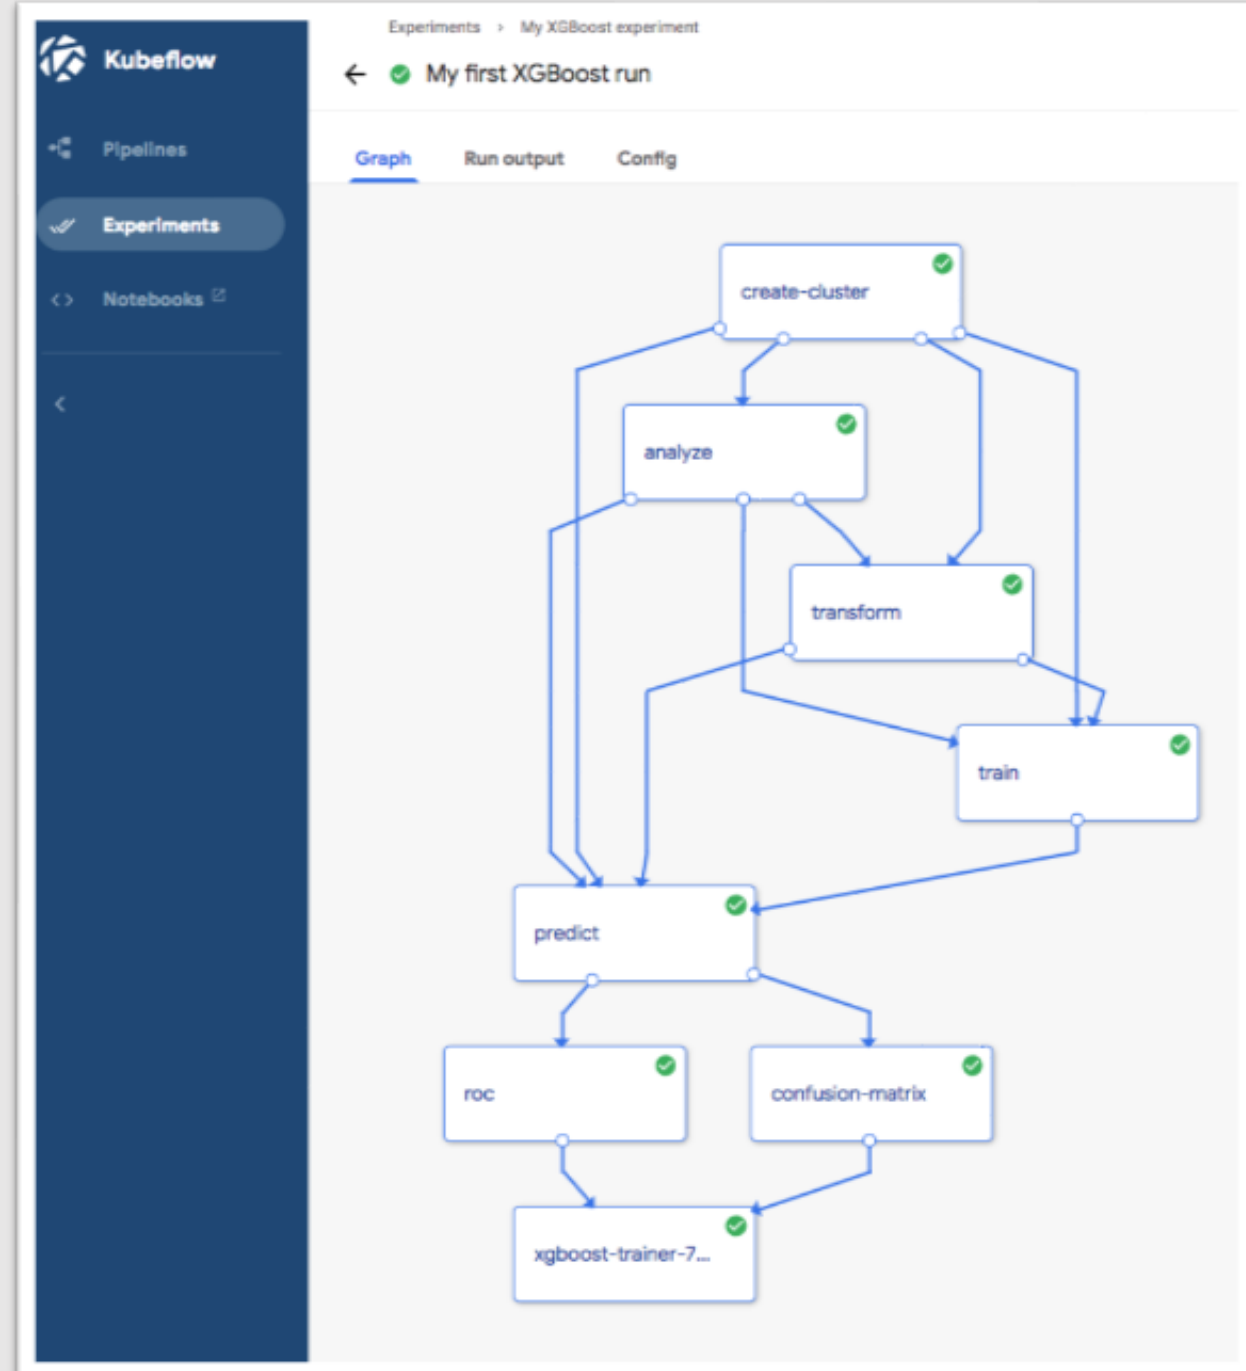 Kubeflow
Pipelines
Experiments
Notebooks
Experiments > My XGBoost experiment
My first XGBoost run
Graph Run output Config
create-cluster
analyze
transform
train
predict
roc
confusion-matrix
xgboost-trainer-7...